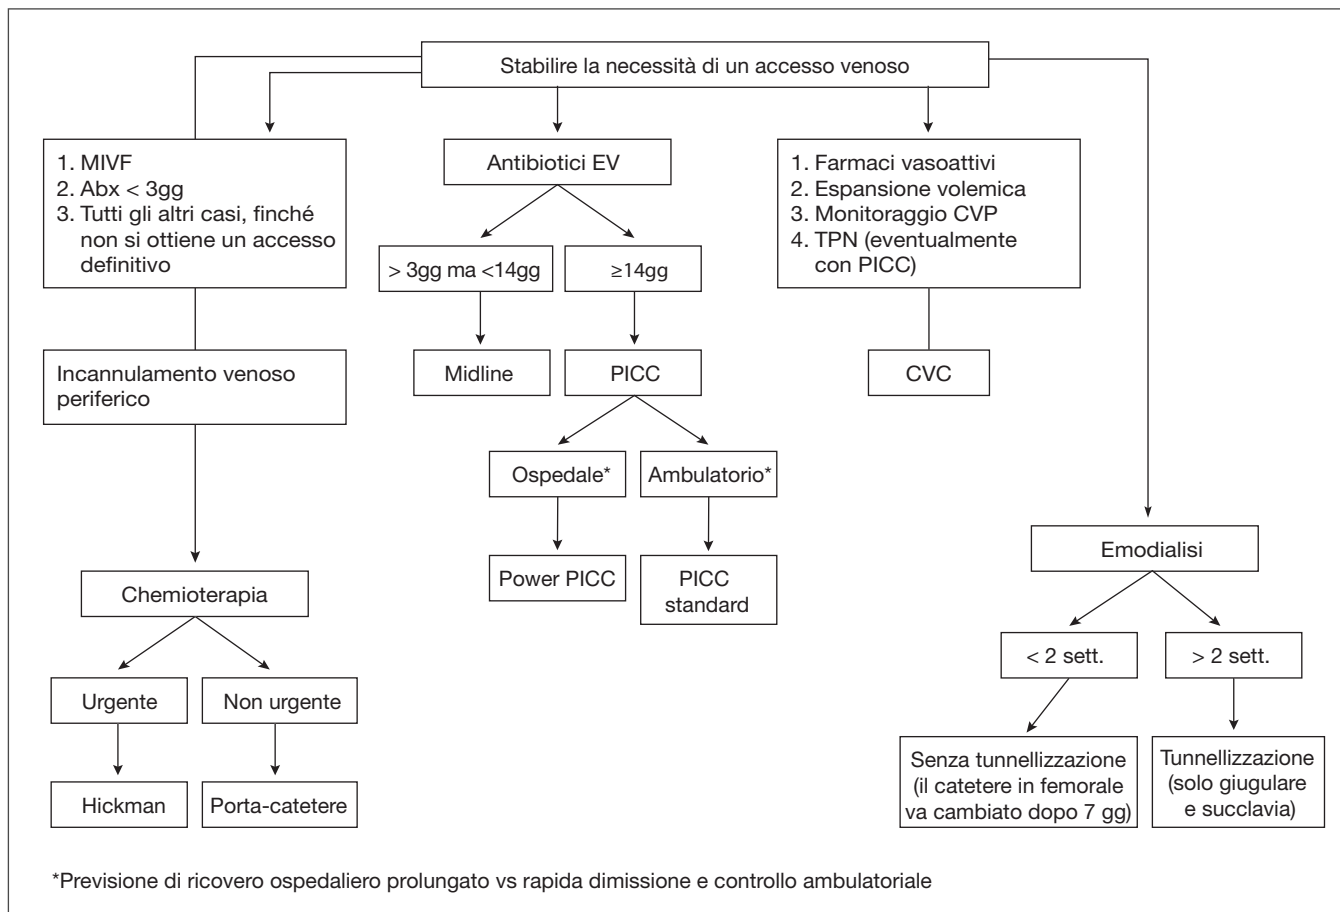 Stabilire la necessità di un accesso venoso
1. MIVF
2. Abx < 3gg
3. Tutti gli altri casi, finché
non si ottiene un accesso
definitivo
Incannulamento venoso
periferico
Chemioterapia
Urgente
Non urgente
Hickman
Porta-catetere
Antibiotici EV
> 3gg ma <14gg
≥14gg
Midline
PICC
Ospedale*
Ambulatorio*
Power PICC
PICC
standard
1. Farmaci vasoattivi
2. Espansione volemica
3. Monitoraggio CVP
4. TPN (eventualmente
con PICC)
CVC
Emodialisi
< 2 sett.
> 2 sett.
Senza tunnellizzazione
(il catetere in femorale
va cambiato dopo 7 gg)
Tunnellizzazione
(solo giugulare
e succlavia)
*Previsione di ricovero ospedaliero prolungato vs rapida dimissione e controllo ambulatoriale